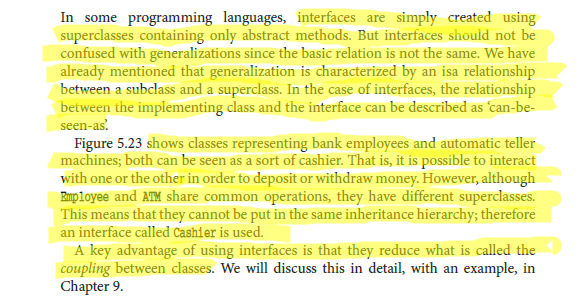 In some programming languages, interfaces are simply created using
superclasses containing only abstract methods. But interfaces should not be
confused with generalizations since the basic relation is not the same. We have
already mentioned that generalization is characterized by an isa relationship
between a subclass and a superclass. In the case of interfaces, the relationship
between the implementing class and the interface can be described as ‘can-be-
seen-as’.
Figure 5.23 shows classes representing bank employees and automatic teller
machines; both can be seen as a sort of cashier. That is, it is possible to interact
with one or the other in order to deposit or withdraw money. However, although
Employee and ATM share common operations, they have different superclasses.
This means that they cannot be put in the same inheritance hierarchy; therefore
an interface called Cashier is used.
A key advantage of using interfaces is that they reduce what is called the
coupling between classes. We will discuss this in detail, with an example, in
Chapter 9.